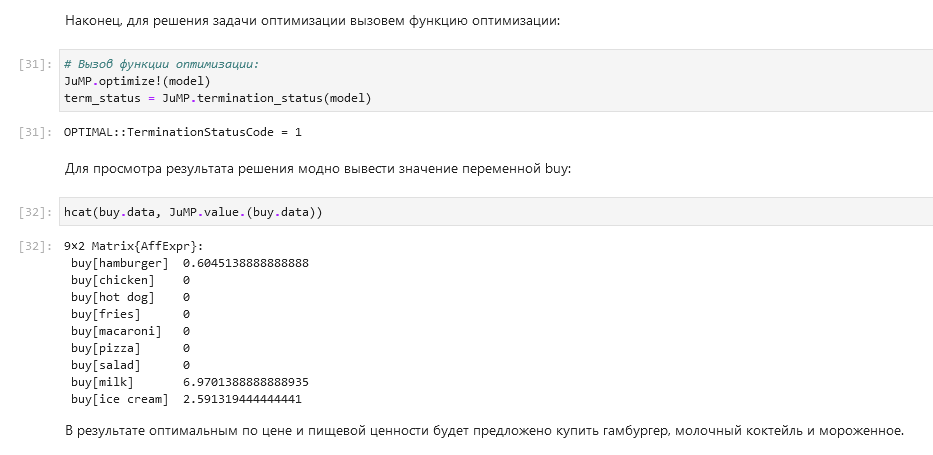 Наконец, для решения задачи оптимизации вызовем функцию оптимизации:
[31]: # Вызов функции оптимизации:
JuMP.optimize!(model)
term_status = JuMP.termination_status(model)
[31]: OPTIMAL::TerminationStatusCode = 1
Для просмотра результата решения модно вывести значение переменной buy:
[32]: hcat(buy.data, JuMP.value.(buy.data))
[32]: 9×2 Matrix{AffExpr}:
buy[hamburger] 0.6045138888888888
buy[chicken] 0
buy[hot dog] 0
buy[fries] 0
buy[macaroni] 0
buy[pizza] 0
buy[salad] 0
buy[milk] 6.9701388888888935
buy[ice cream] 2.591319444444441
В результате оптимальным по цене и пищевой ценности будет предложено купить гамбургер, молочный коктейль и мороженное.